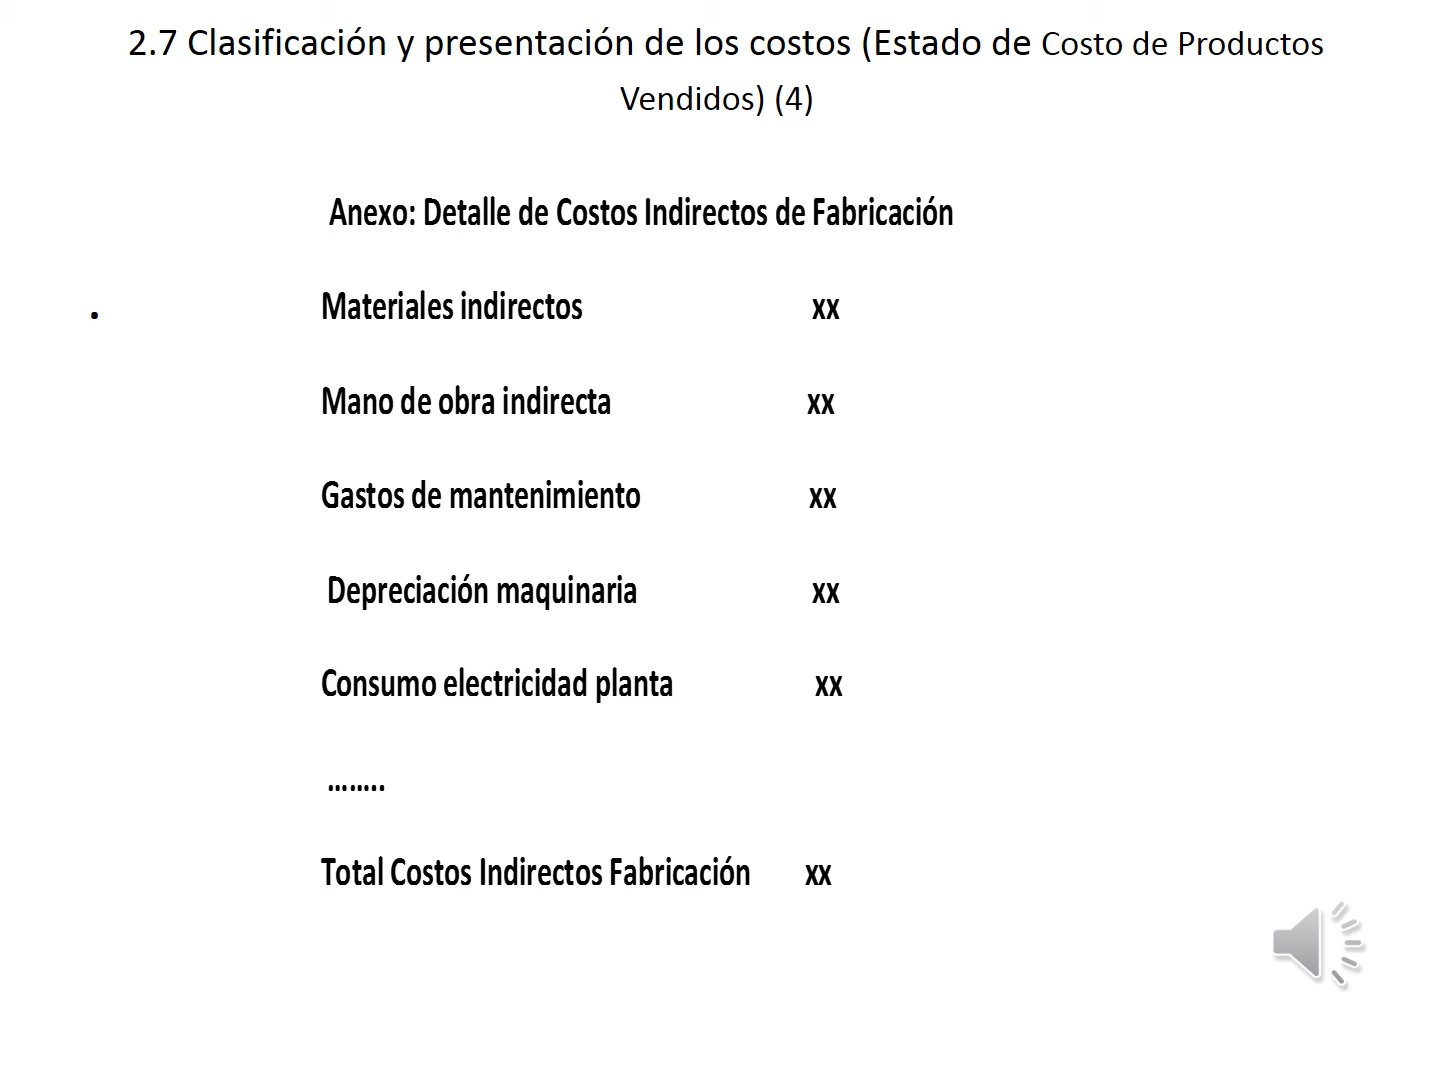 2.7 Clasificación y presentación de los costos (Estado de Costo de Productos
Vendidos) (4)
Anexo: Detalle de Costos Indirectos de Fabricación
. Materiales indirectos xx
Mano de obra indirecta xx
Gastos de mantenimiento xx
Depreciación maquinaria xx
Consumo electricidad planta xx
........
Total Costos Indirectos Fabricación xx